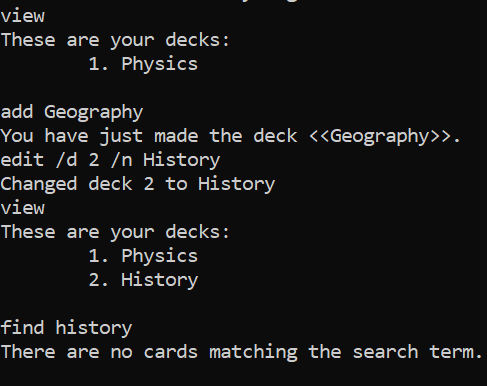 view
These are your decks:
1. Physics
add Geography
You have just made the deck <<Geography>>.
edit /d 2 /n History
Changed deck 2 to History
view
These are your decks:
1. Physics
2. History
find history
There are no cards matching the search term.